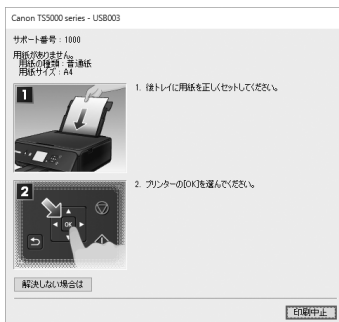 Canon TS5000 series - USB003
サポート番号 : 1000
用紙がありません。
用紙の種類 : 普通紙
用紙サイズ : A4
1
1. 後トレイに用紙を正しくセットしてください。
2
OK
2. プリンターの[OK]を選んでください。
解決しない場合は
印刷中止